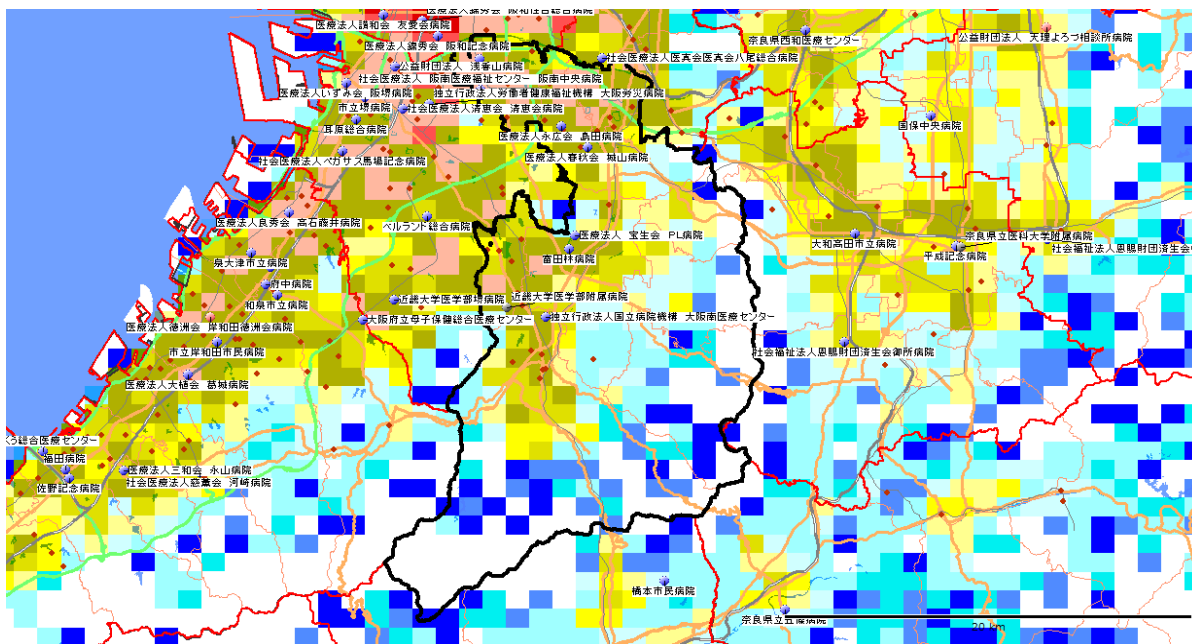 医療法人錦秀会 阪和住吉総合病院
医療法人讃和会 友愛会病院
奈良県西和医療センター
公益財団法人 天理よろづ相談所病院
医療法人錦秀会 阪和記念病院
社会医療法人医真会医真会八尾総合病院
公益財団法人 浅香山病院
社会医療法人 阪南医療福祉センター 阪南中央病院
医療法人いずみ会 阪堺病院
独立行政法人労働者健康福祉機構 大阪労災病院
市立堺病院
社会医療法人清恵会 清恵会病院
耳原総合病院
医療法人永広会 島田病院
国保中央病院
社会医療法人ペガサス馬場記念病院
医療法人春秋会 城山病院
医療法人良秀会 高石藤井病院
ベルランド総合病院
医療法人 宝生会 PL病院
大和高田市立病院
奈良県立医科大学附属病院
社会福祉法人恩賜財団済生会中
富田林病院
平成記念病院
泉大津市立病院
府中病院
和泉市立病院
近畿大学医学部堺病院
近畿大学医学部附属病院
大阪府立母子保健総合医療センター
独立行政法人国立病院機構 大阪南医療センター
医療法人徳洲会 岸和田徳洲会病院
市立岸和田市民病院
社会福祉法人恩賜財団済生会御所病院
医療法人大植会 葛城病院
くう総合医療センター
福田病院
医療法人三和会 永山病院
佐野記念病院
社会医療法人慈薫会 河崎病院
橋本市民病院
奈良県立五條病院
20 km